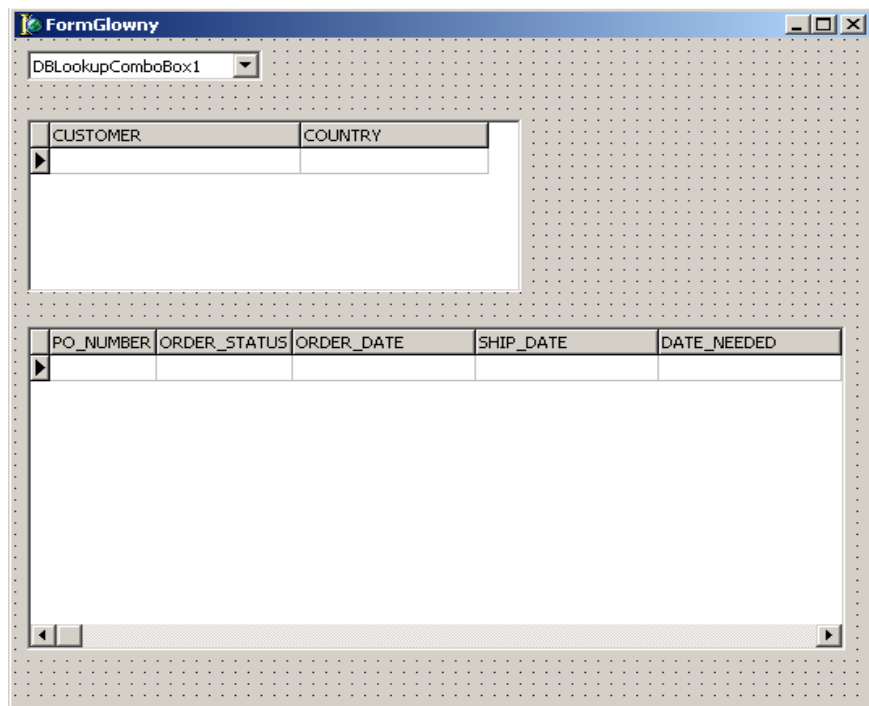 FormGlowny
DBLookupComboBox1
CUSTOMER COUNTRY
PO_NUMBER ORDER_STATUS ORDER_DATE SHIP_DATE DATE_NEEDED